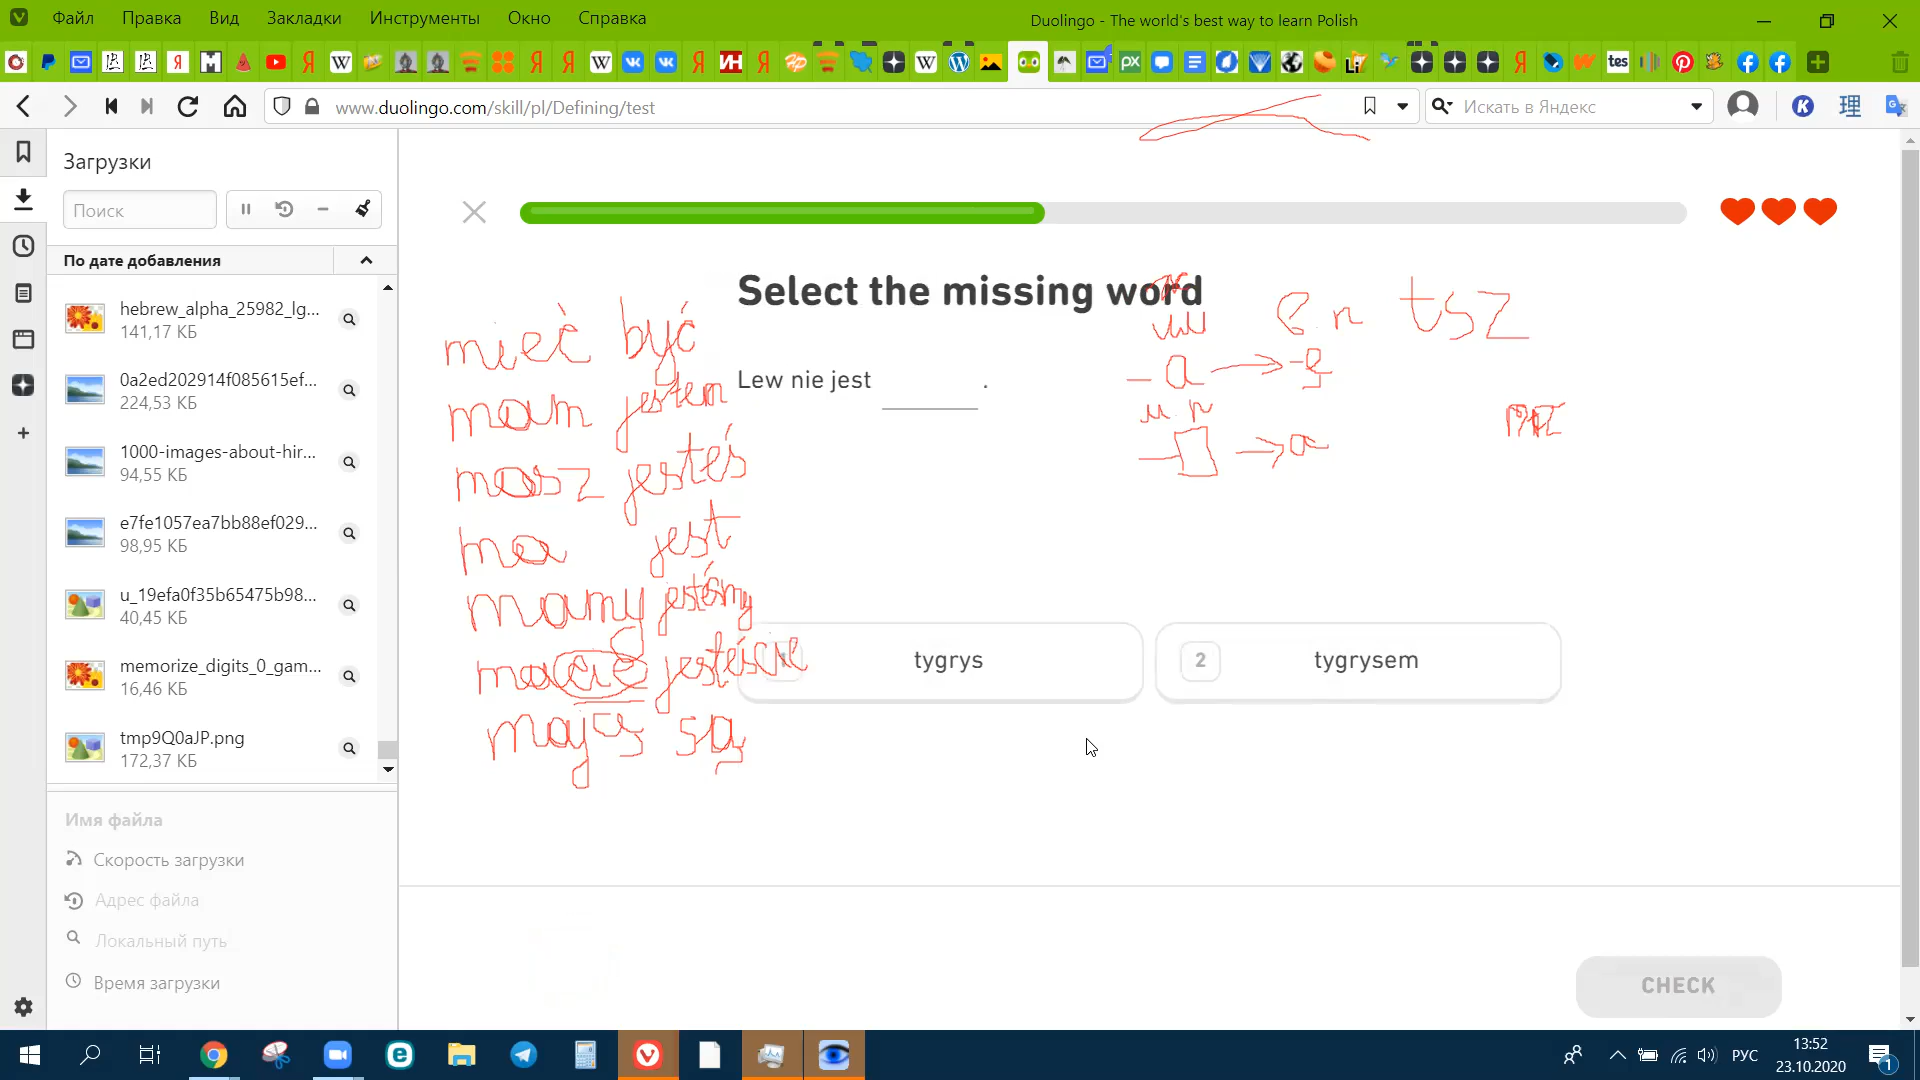 Файл Правка Вид Закладки Инструменты Окно Справка
Duolingo - The world's best way to learn Polish
www.duolingo.com/skill/pl/Defining/test
Искать в Яндекс
Загрузки
Поиск
По дате добавления
hebrew_alpha_25982_lg...
141,17 КБ
0a2ed202914f085615ef...
224,53 КБ
1000-images-about-hir...
94,55 КБ
e7fe1057ea7bb88ef029...
98,95 КБ
u_19efa0f35b65475b98...
40,45 КБ
memorize_digits_0_gam...
16,46 КБ
tmp9Q0aJP.png
172,37 КБ
Имя файла
Скорость загрузки
Адрес файла
Локальный путь
Время загрузки
Select the missing word
Lew nie jest ________ .
mieć być
mam jestem
masz jesteś
ma jest
mamy jesteśmy
macie jesteście
mają są
e n tsz
- a → -ę
и п
→ a
1 tygrys
2 tygrysem
CHECK
РУС
13:52
23.10.2020
1